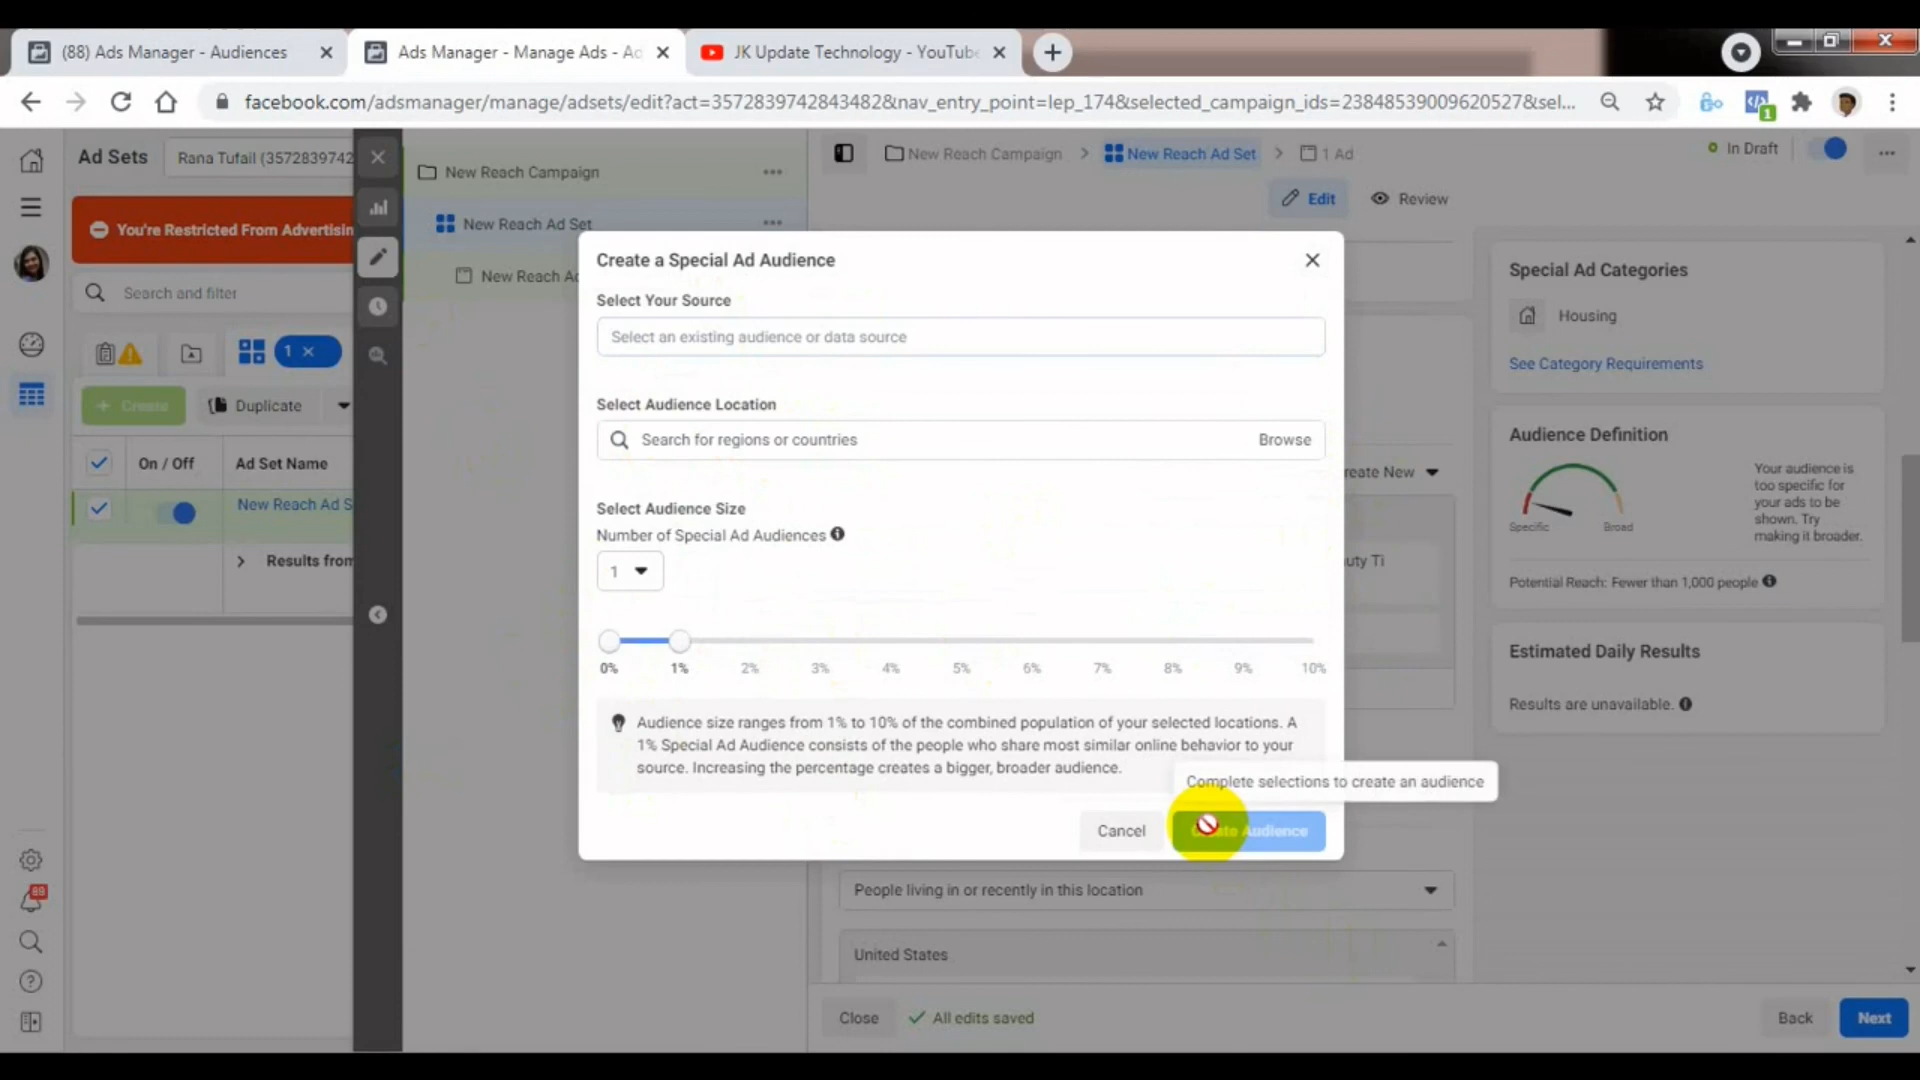 (88) Ads Manager - Audiences
Ads Manager - Manage Ads - Ad
JK Update Technology - YouTube
facebook.com/adsmanager/manage/adsets/edit?act=3572839742843482&nav_entry_point=lep_174&selected_campaign_ids=23848539009620527&sel...
1
Ad Sets
Rana Tufail (3572839742
You're Restricted From Advertisin
Search and filter
1
Create
Duplicate
On / Off
Ad Set Name
New Reach Ad S
Results from
88
New Reach Campaign
New Reach Ad Set
New Reach Ad
New Reach Campaign
New Reach Ad Set
1 Ad
In Draft
Edit
Review
Create a Special Ad Audience
Select Your Source
Select an existing audience or data source
Select Audience Location
Search for regions or countries
Browse
Select Audience Size
Number of Special Ad Audiences
1
0% 1% 2% 3% 4% 5% 6% 7% 8% 9% 10%
Audience size ranges from 1% to 10% of the combined population of your selected locations. A
1% Special Ad Audience consists of the people who share most similar online behavior to your
source. Increasing the percentage creates a bigger, broader audience.
Complete selections to create an audience
Cancel
Create Audience
reate New
uty Ti
People living in or recently in this location
United States
Close
All edits saved
Back
Next
Special Ad Categories
Housing
See Category Requirements
Audience Definition
Specific
Broad
Your audience is
too specific for
your ads to be
shown. Try
making it broader.
Potential Reach: Fewer than 1,000 people
Estimated Daily Results
Results are unavailable.